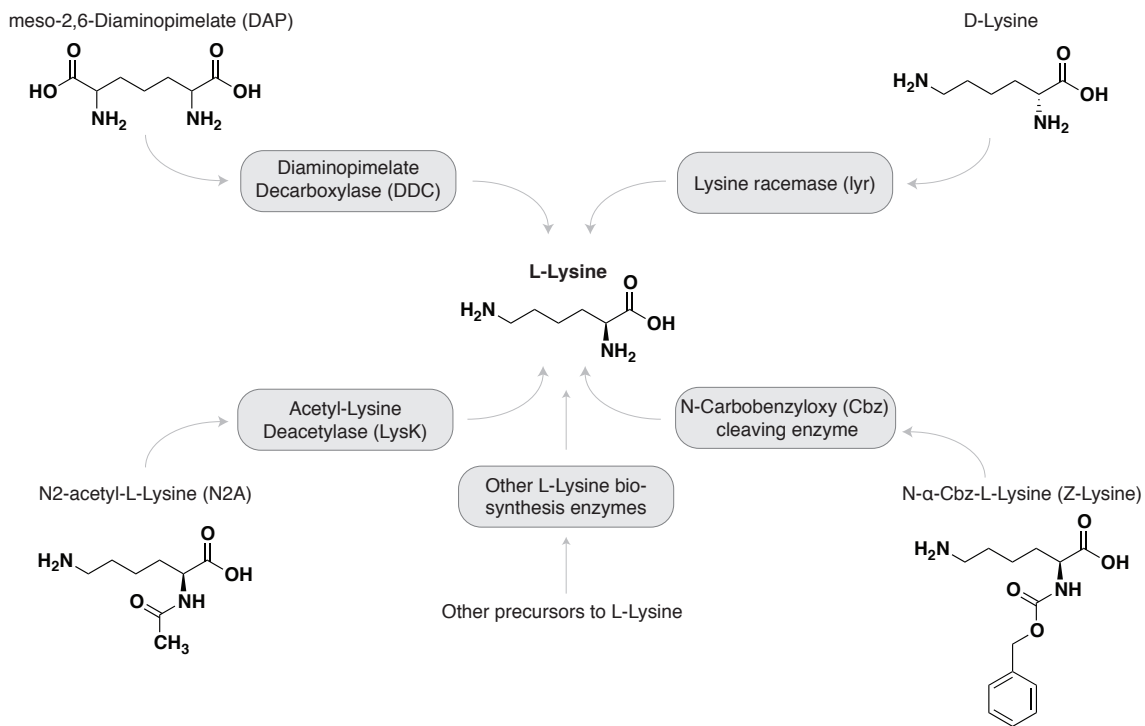 meso-2,6-Diaminopimelate (DAP)
O
O
HO
OH
NH2
NH2
D-Lysine
H2N
O
OH
NH2
Diaminopimelate
Decarboxylase (DDC)
Lysine racemase (lyr)
L-Lysine
H2N
O
OH
NH2
Acetyl-Lysine
Deacetylase (LysK)
N-Carbobenzyloxy (Cbz)
cleaving enzyme
N2-acetyl-L-Lysine (N2A)
H2N
O
OH
NH
O
CH3
Other L-Lysine bio-
synthesis enzymes
Other precursors to L-Lysine
N-α-Cbz-L-Lysine (Z-Lysine)
H2N
O
OH
NH
O
O